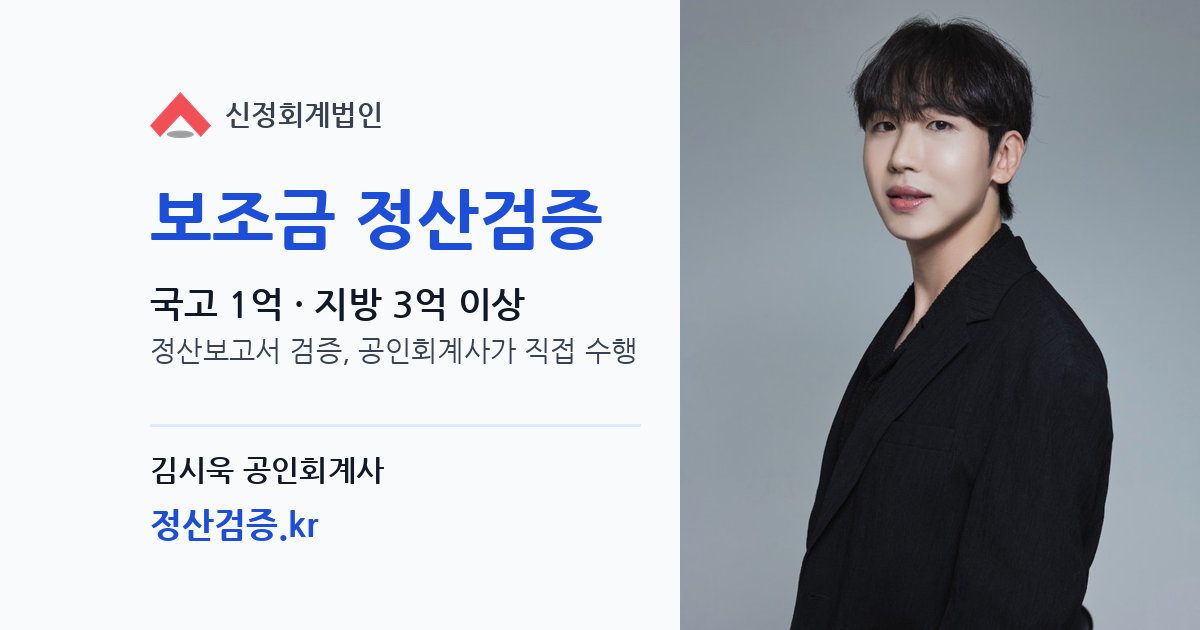 신정회계법인
보조금 정산검증
국고 1억 · 지방 3억 이상
정산보고서 검증, 공인회계사가 직접 수행
김시욱 공인회계사
정산검증.kr